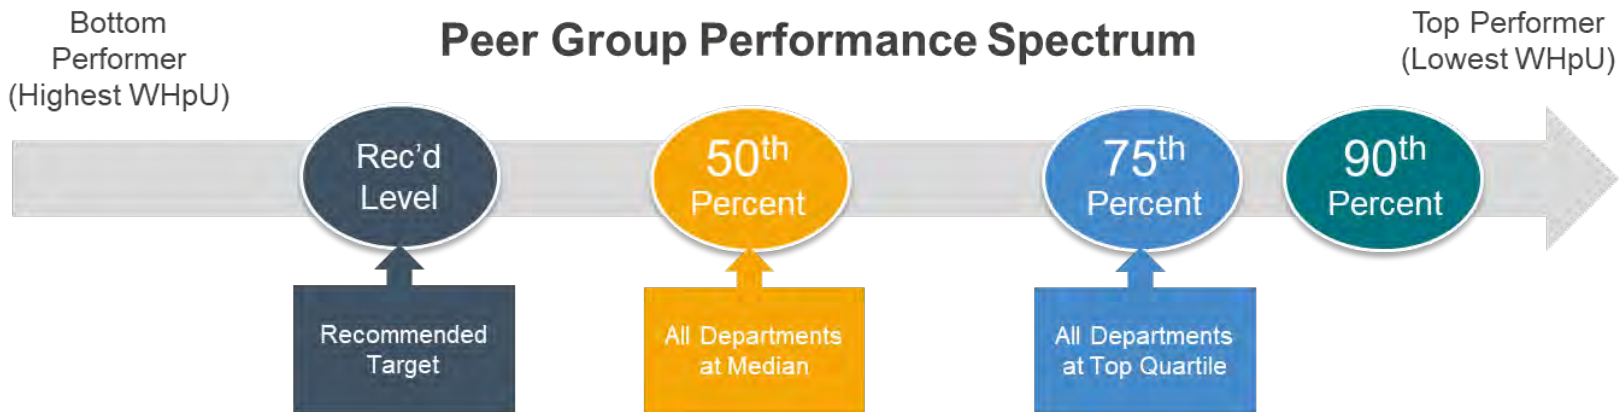 Bottom
Performer
(Highest WHpU)
Peer Group Performance Spectrum
Top Performer
(Lowest WHpU)
Rec'd
Level
50th
Percent
75th
Percent
90th
Percent
Recommended
Target
All Departments
at Median
All Departments
at Top Quartile